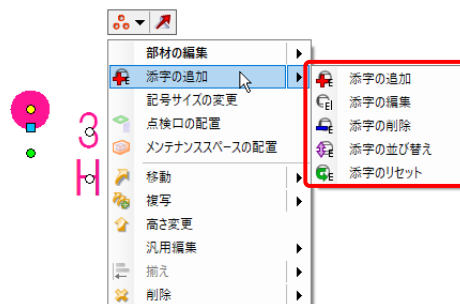 部材の編集
添字の追加
記号サイズの変更
点検口の配置
メンテナンススペースの配置
移動
複写
高さ変更
汎用編集
揃え
削除
添字の追加
添字の編集
添字の削除
添字の並び替え
添字のリセット
3
H